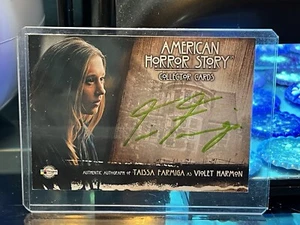 AMERICAN
HORROR STORY
COLLECTOR CARDS
AUTHENTIC AUTOGRAPH OF TAISSA FARMIGA AS VIOLET HARMON